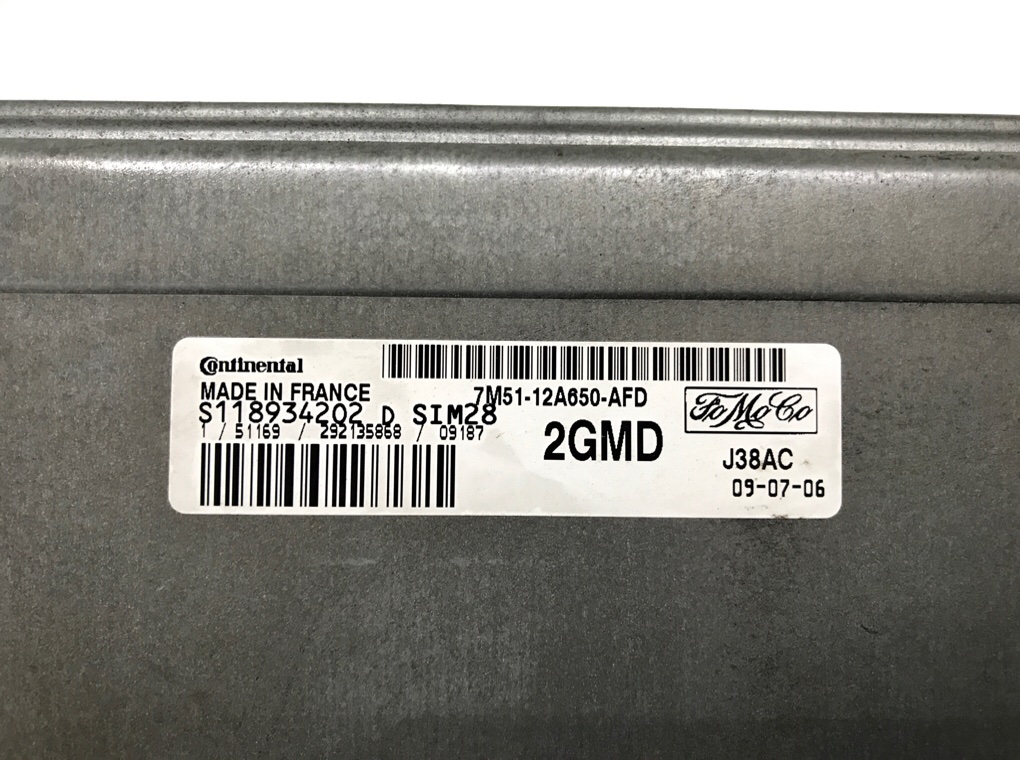 Continental
MADE IN FRANCE
7M51-12A650-AFD
FoMoCo
S118934202 D SIM28
1 / 51169 / 292135868 / 09187
2GMD
J38AC
09-07-06